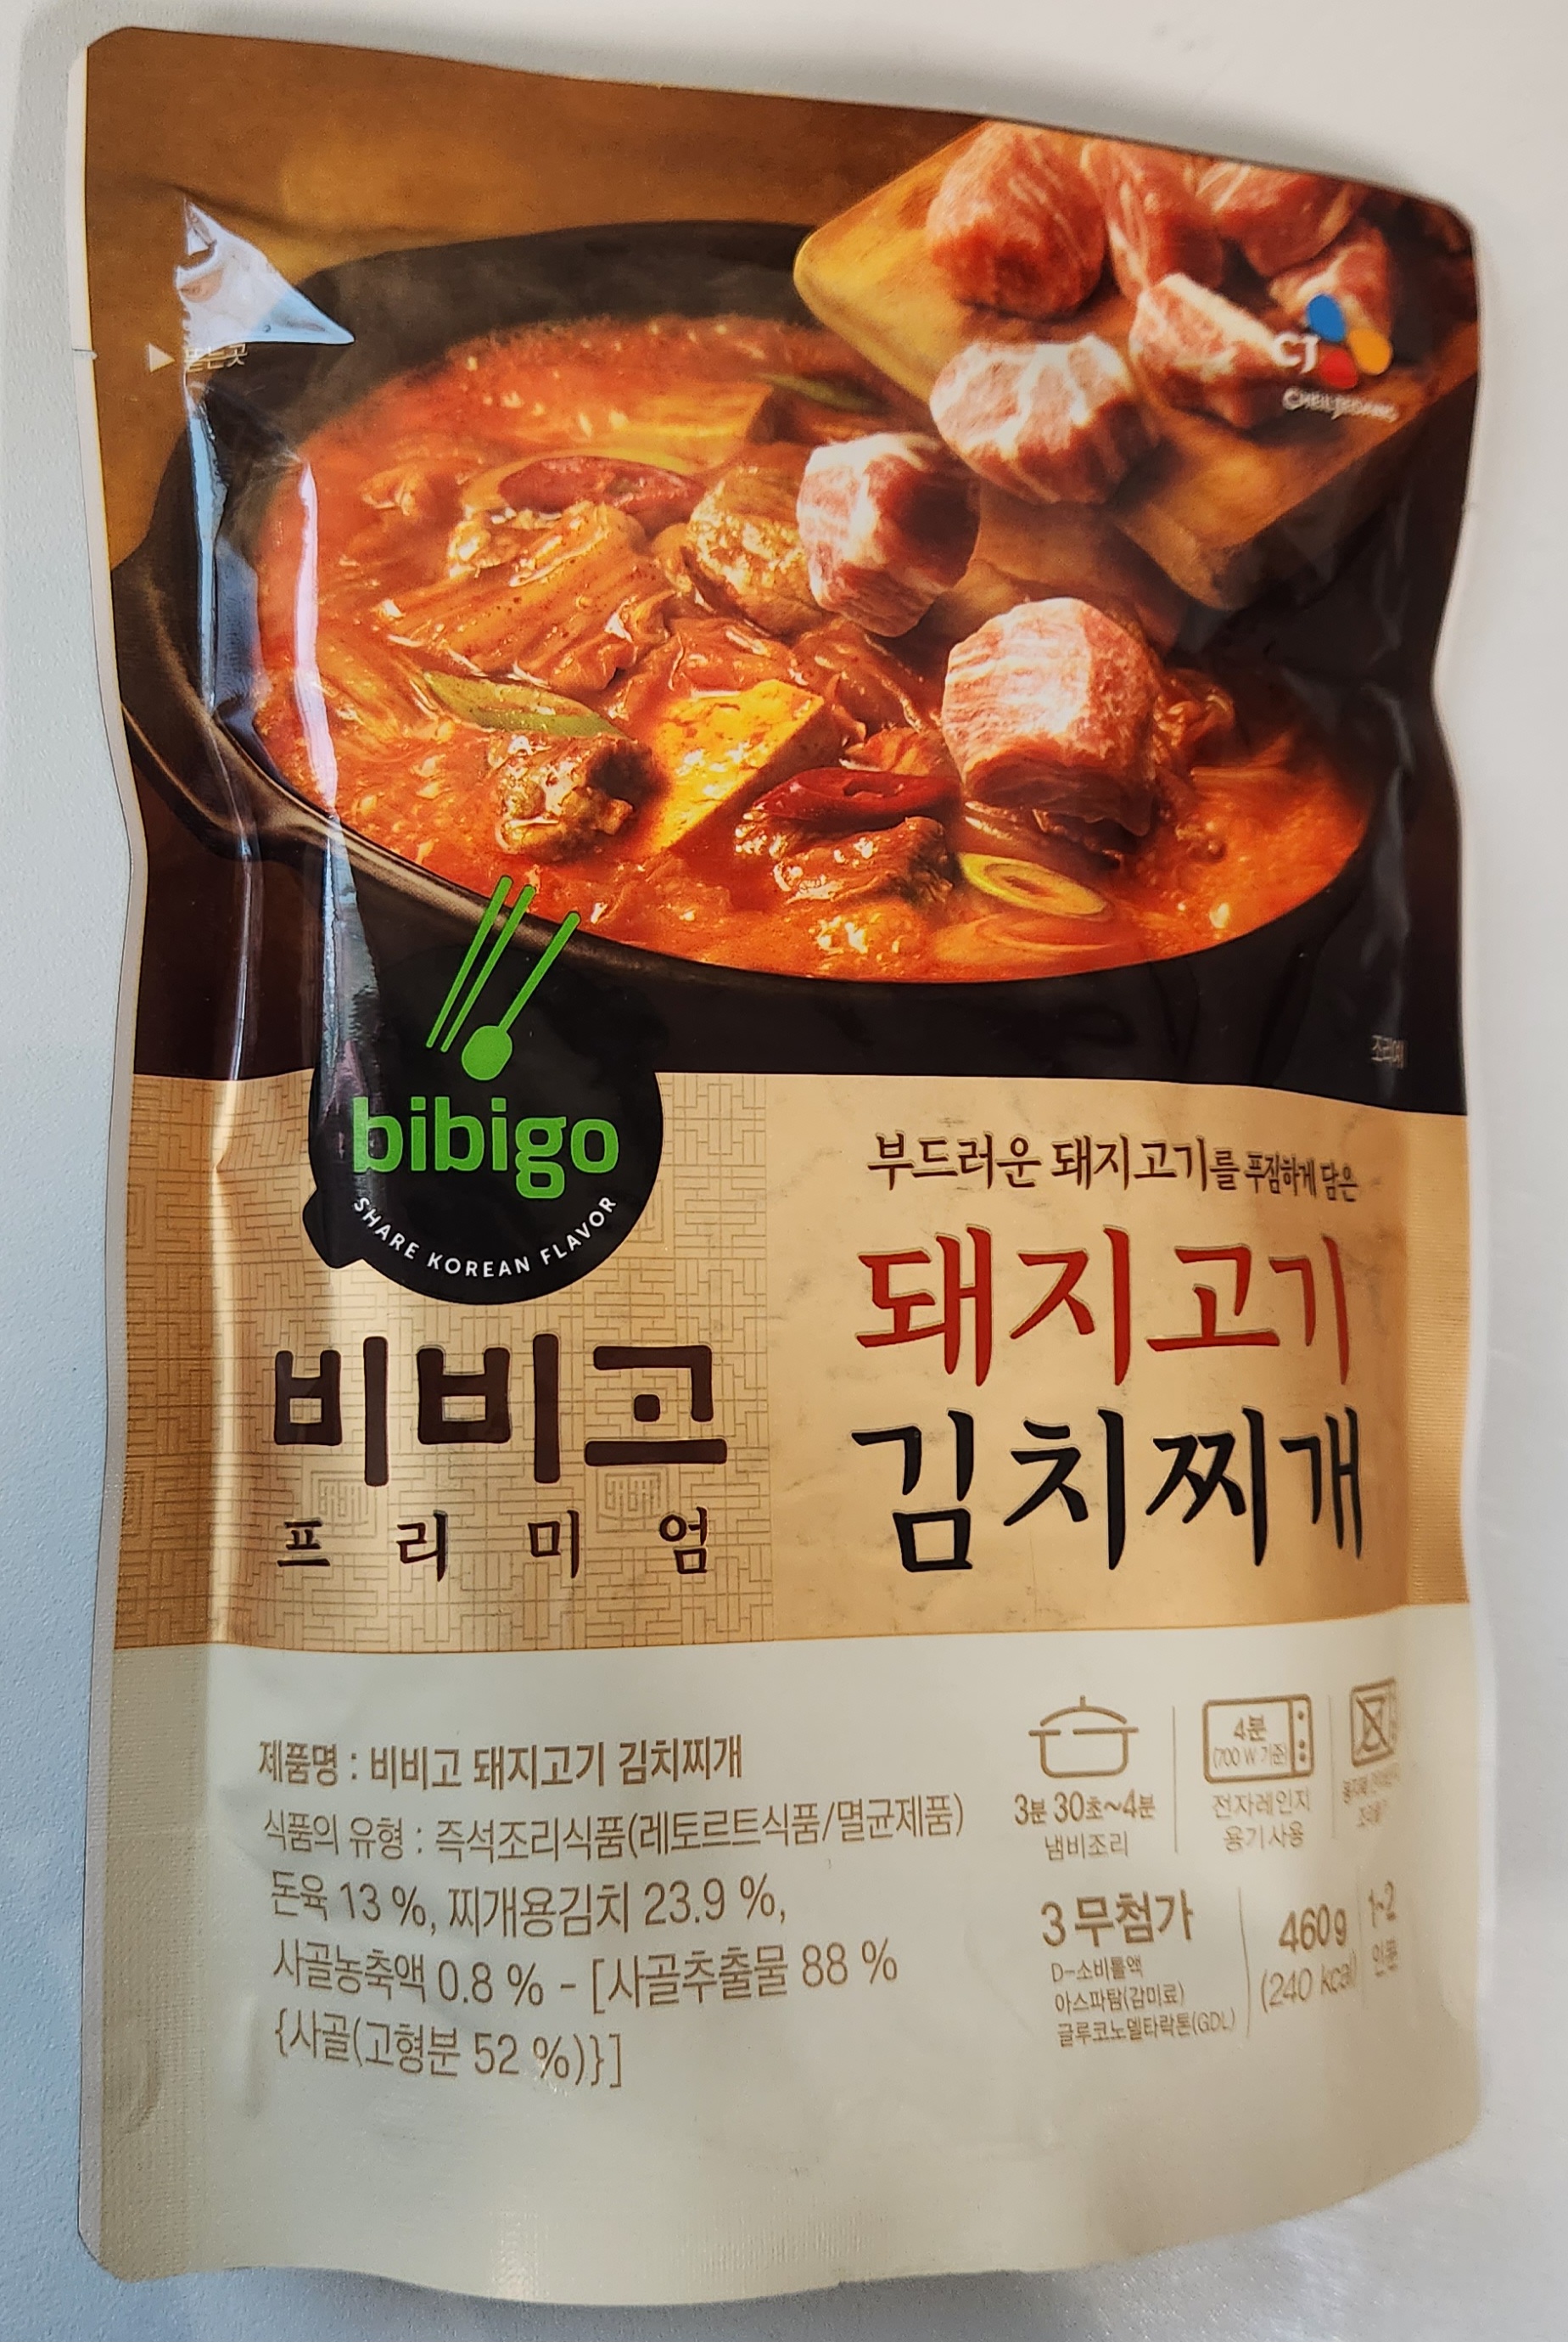 뜯는곳
CJ
CHEILJEDANG
조리예
bibigo
SHARE KOREAN FLAVOR
비비고
프리미엄
부드러운 돼지고기를 푸짐하게 담은
돼지고기
김치찌개
제품명 : 비비고 돼지고기 김치찌개
식품의 유형 : 즉석조리식품(레토르트식품/멸균제품)
돈육 13 %, 찌개용김치 23.9 %,
사골농축액 0.8 % - [사골추출물 88 %
{사골(고형분 52 %)}]
3분 30초~4분
냄비조리
4분
(700 W 기준)
전자레인지
용기사용
3무첨가
D-소비톨액
아스파탐(감미료)
글루코노델타락톤(GDL)
460g
(240 kcal)
1~2
인분